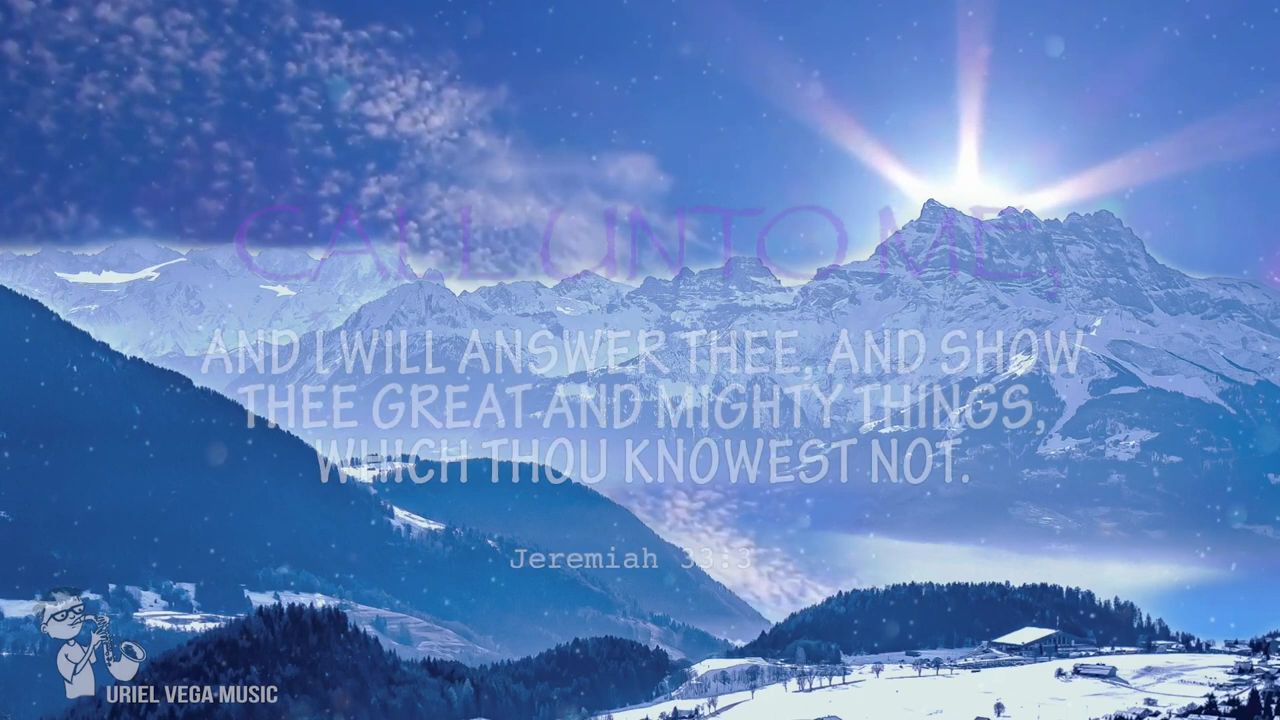 CALL UNTO ME,
AND I WILL ANSWER THEE, AND SHOW
THEE GREAT AND MIGHTY THINGS,
WHICH THOU KNOWEST NOT.
Jeremiah 33:3
URIEL VEGA MUSIC